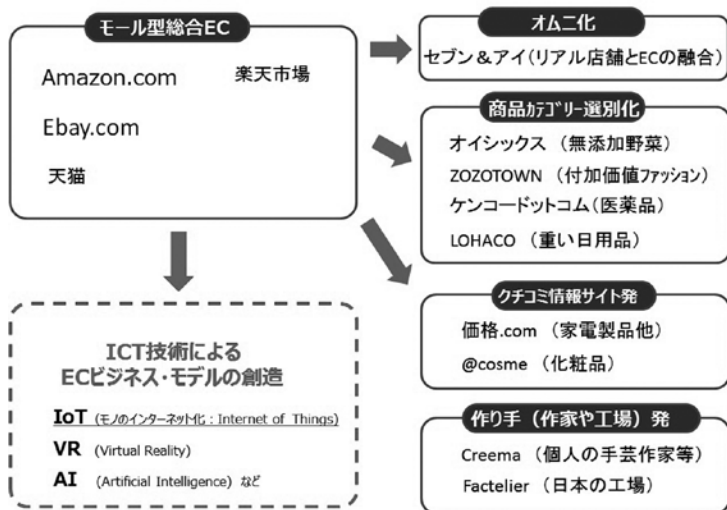 モール型総合EC
Amazon.com
楽天市場
Ebay.com
天猫
オムニ化
セブン＆アイ(リアル店舗とECの融合)
商品ｶﾃｺﾞﾘｰ選別化
オイシックス （無添加野菜）
ZOZOTOWN （付加価値ﾌｧｯｼｮﾝ）
ケンコードットコム（医薬品）
LOHACO （重い日用品）
クチコミ情報サイト発
価格.com （家電製品他）
@cosme （化粧品）
作り手（作家や工場）発
Creema （個人の手芸作家等）
Factelier （日本の工場）
ICT技術による
ECビジネス・モデルの創造
IoT (モノのインターネット化：Internet of Things)
VR (Virtual Reality)
AI (Artificial Intelligence) など